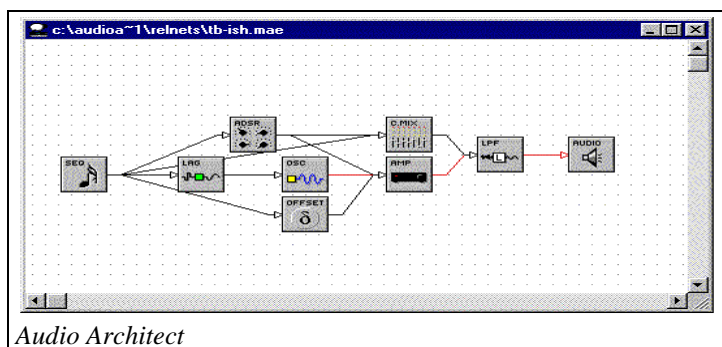 c:\audioa~1\relnets\tb-ish.mae
ADSR
C.MIX
SEQ
LAG
OSC
AMP
LPF
AUDIO
OFFSET
δ
L
Audio Architect